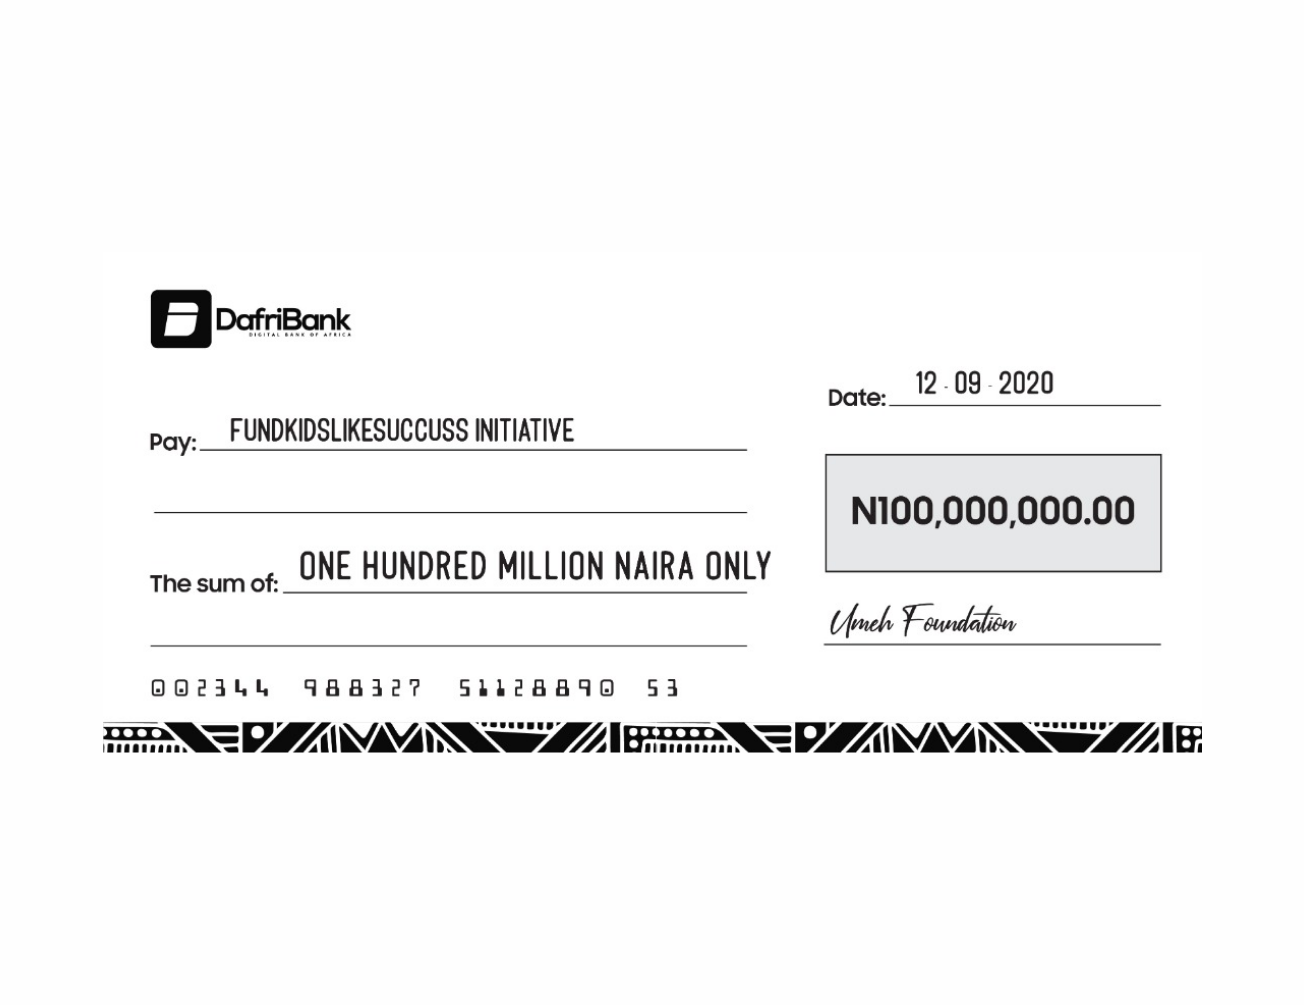 DafriBank
DIGITAL BANK OF AFRICA
Date: 12 - 09 - 2020
Pay: FUNDKIDSLIKESUCCUSS INITIATIVE
N100,000,000.00
The sum of: ONE HUNDRED MILLION NAIRA ONLY
Umeh Foundation
002344 988327 51128890 53